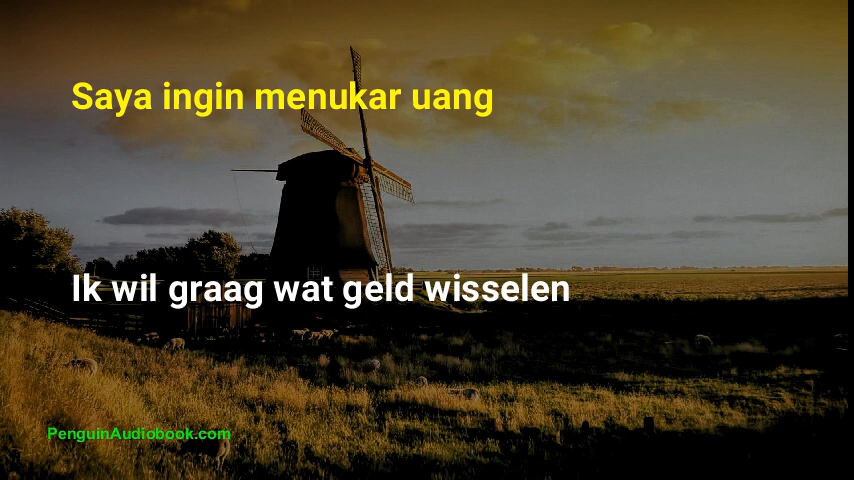 Saya ingin menukar uang
Ik wil graag wat geld wisselen
PenguinAudiobook.com